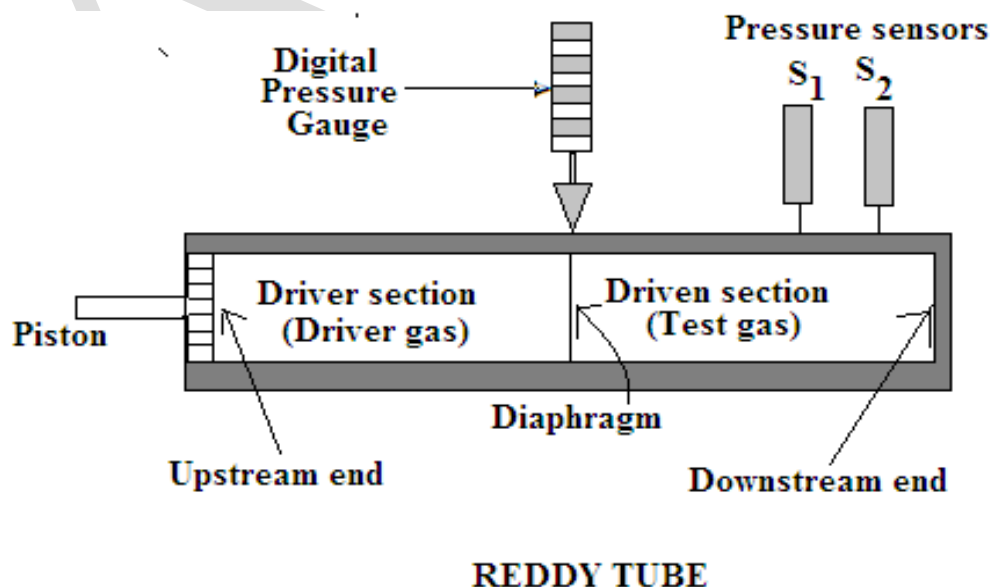 Pressure sensors
S1 S2
Digital
Pressure
Gauge
Driver section
(Driver gas)
Driven section
(Test gas)
Piston
Diaphragm
Upstream end
Downstream end
REDDY TUBE